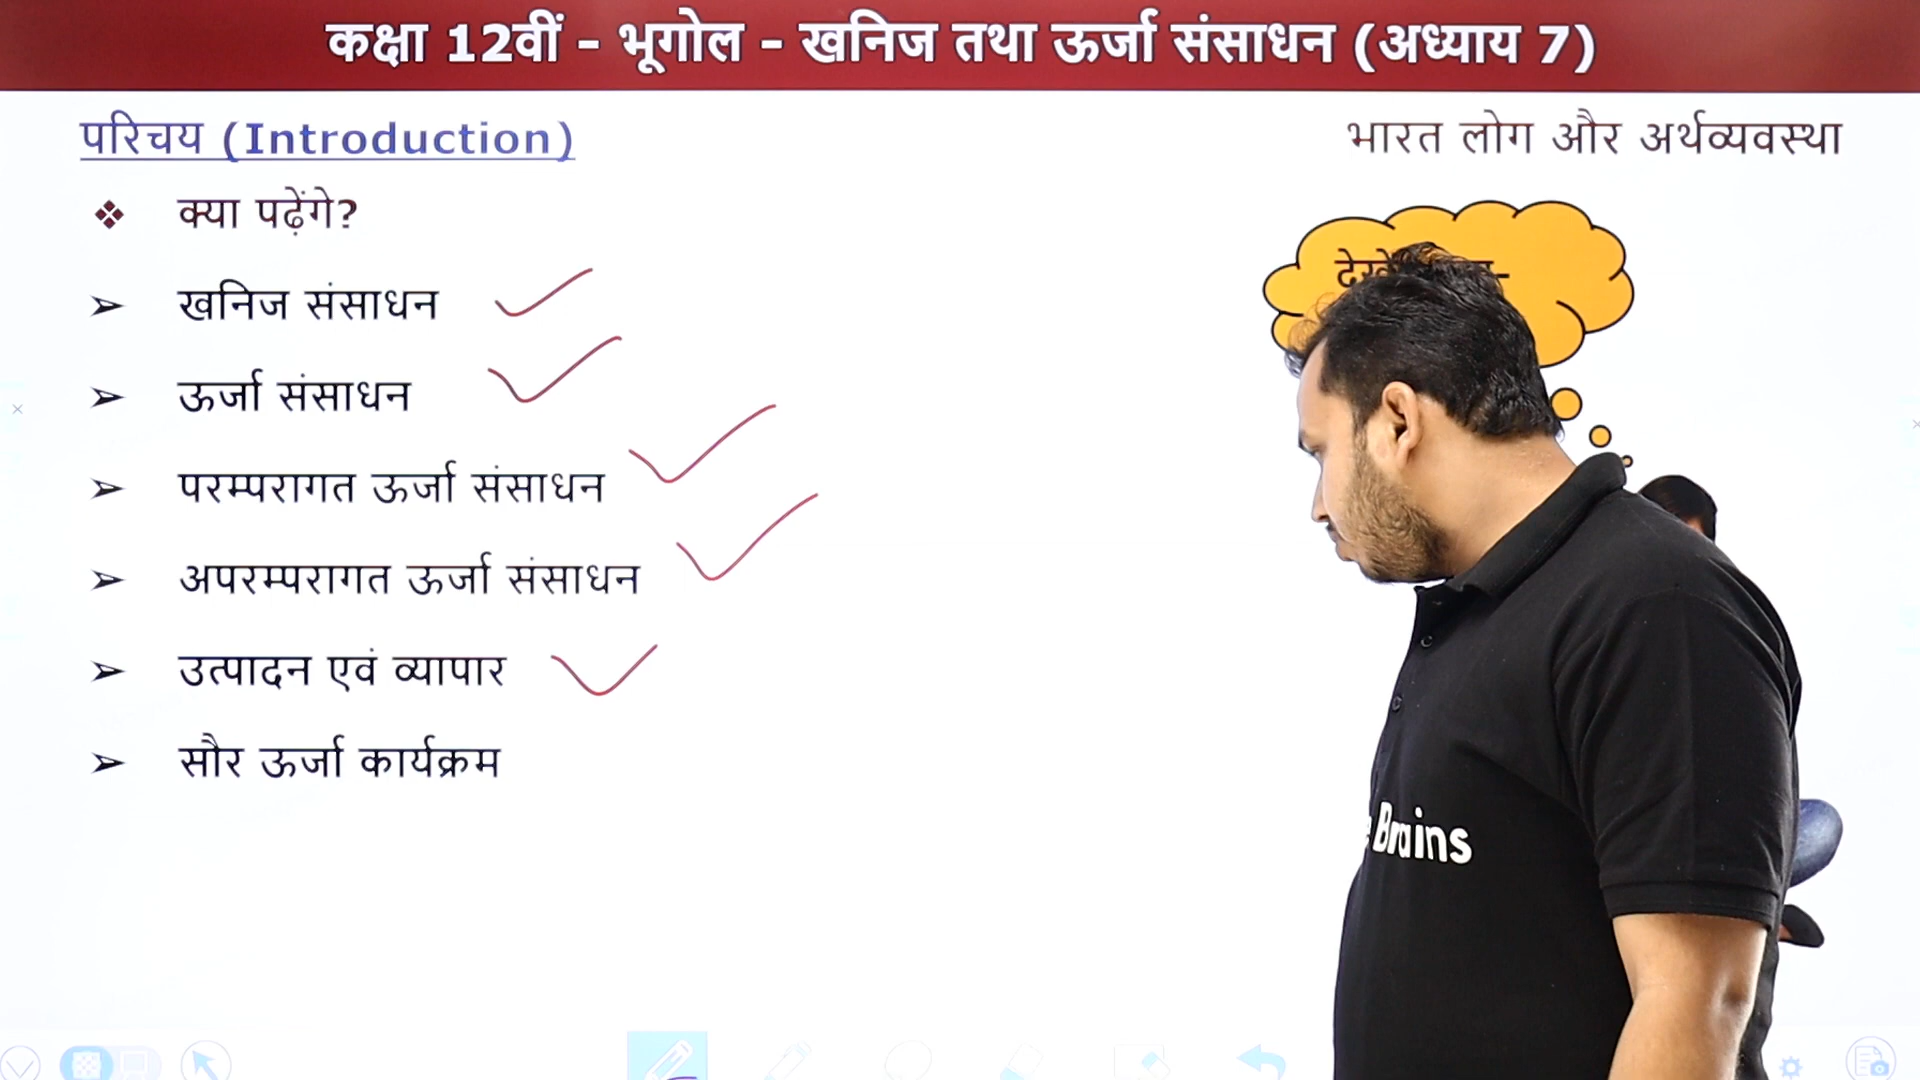 कक्षा 12वीं - भूगोल - खनिज तथा ऊर्जा संसाधन (अध्याय 7)
परिचय (Introduction)
भारत लोग और अर्थव्यवस्था
❖ क्या पढ़ेंगे?
➢ खनिज संसाधन
➢ ऊर्जा संसाधन
➢ परम्परागत ऊर्जा संसाधन
➢ अपरम्परागत ऊर्जा संसाधन
➢ उत्पादन एवं व्यापार
➢ सौर ऊर्जा कार्यक्रम
Brains